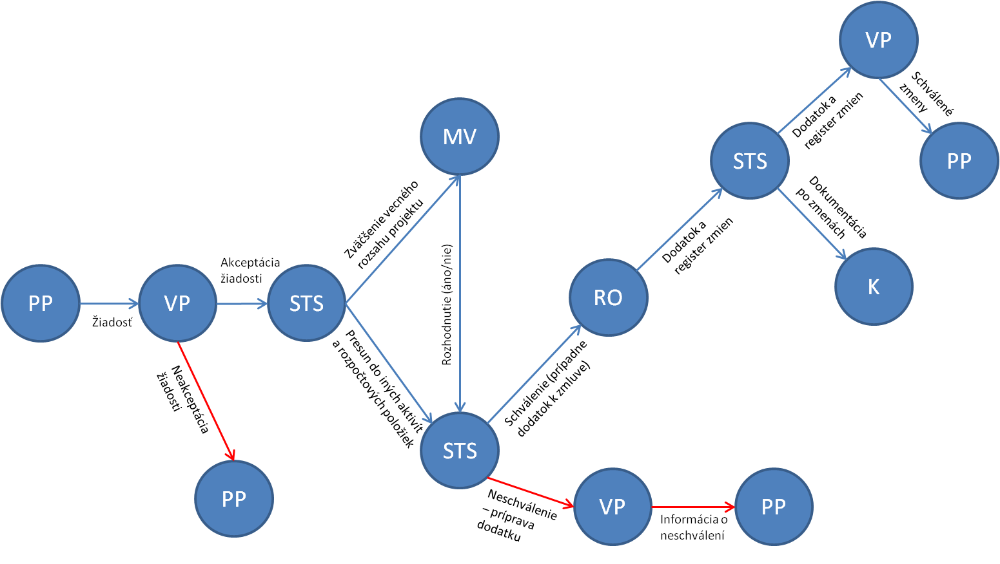 PP
Žiadosť
VP
Akceptácia
žiadosti
STS
Neakceptácia
žiadosti
PP
Zväčšenie vecného
rozsahu projektu
MV
Rozhodnutie (áno/nie)
Presun do iných aktivít
a rozpočtových položiek
STS
Schválenie (prípadne
dodatok k zmluve)
RO
Neschválenie
– príprava
dodatku
VP
Informácia o
neschválení
PP
Dodatok a
register zmien
STS
Dodatok a
register zmien
VP
Schválené
zmeny
PP
Dokumentácia
po zmenách
K